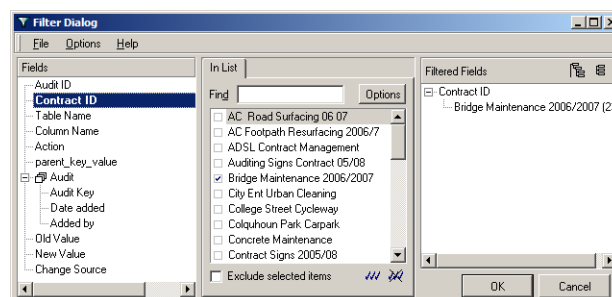 Filter Dialog
File Options Help
Fields
Audit ID
Contract ID
Table Name
Column Name
Action
parent_key_value
Audit
Audit Key
Date added
Added by
Old Value
New Value
Change Source
In List
Find
Options
AC Road Surfacing 06 07
AC Footpath Resurfacing 2006/7
ADSL Contract Management
Auditing Signs Contract 05/08
Bridge Maintenance 2006/2007
City Ent Urban Cleaning
College Street Cycleway
Colquhoun Park Carpark
Concrete Maintenance
Contract Signs 2005/08
Exclude selected items
Filtered Fields
Contract ID
Bridge Maintenance 2006/2007 (2
OK Cancel